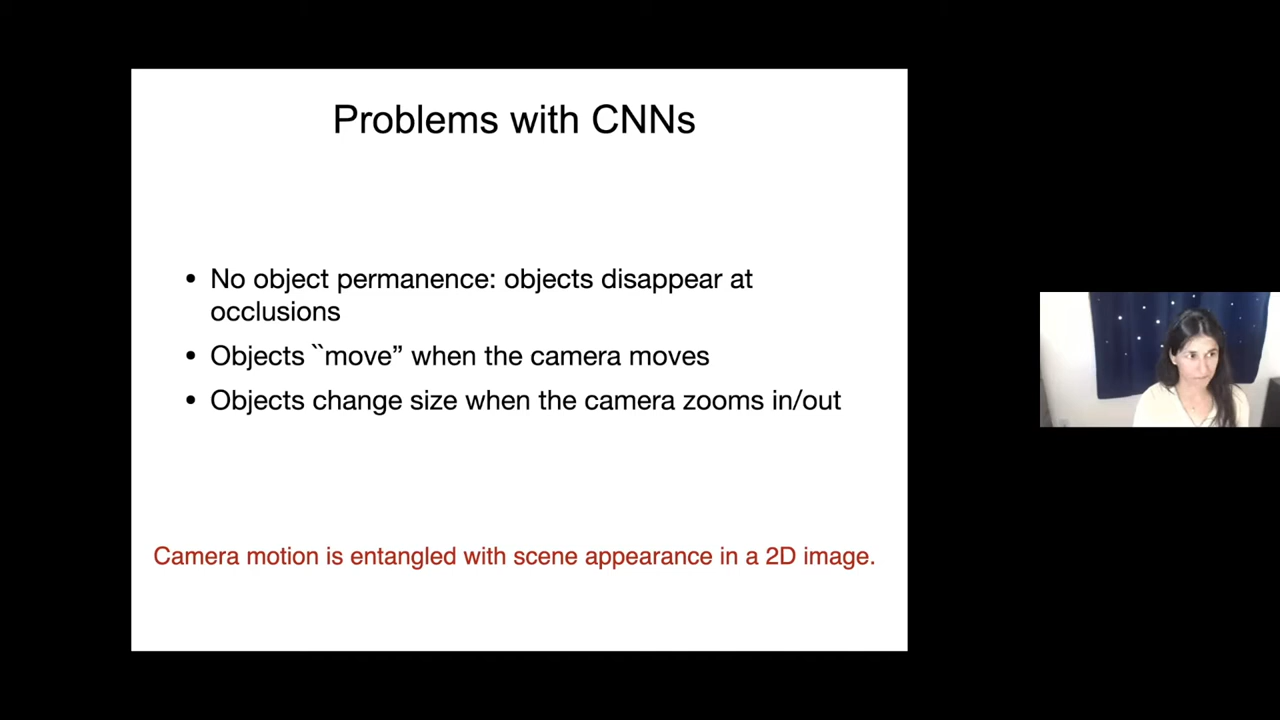 Problems with CNNs
• No object permanence: objects disappear at
occlusions
• Objects ``move” when the camera moves
• Objects change size when the camera zooms in/out
Camera motion is entangled with scene appearance in a 2D image.